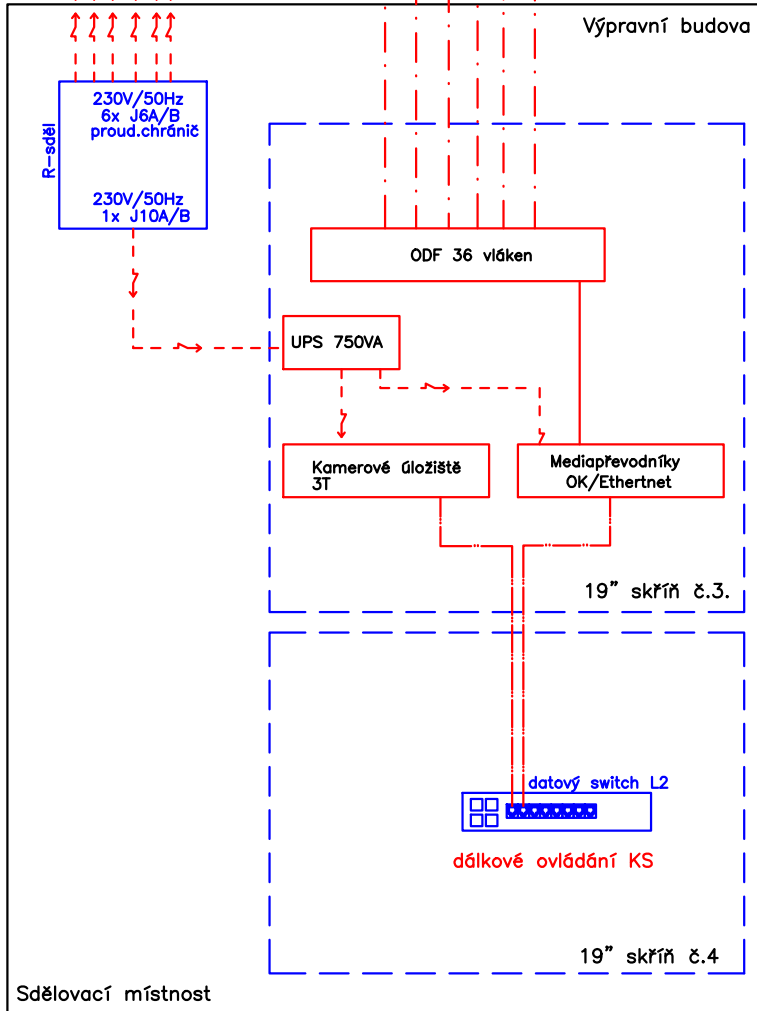 Výpravní budova
230V/50Hz
6x J6A/B
proud.chránič
R-sděl
230V/50Hz
1x J10A/B
ODF 36 vláken
UPS 750VA
Kamerové úložiště
3T
Mediapřevodníky
OK/Ethertnet
19" skříň č.3.
datový switch L2
dálkové ovládání KS
19" skříň č.4
Sdělovací místnost